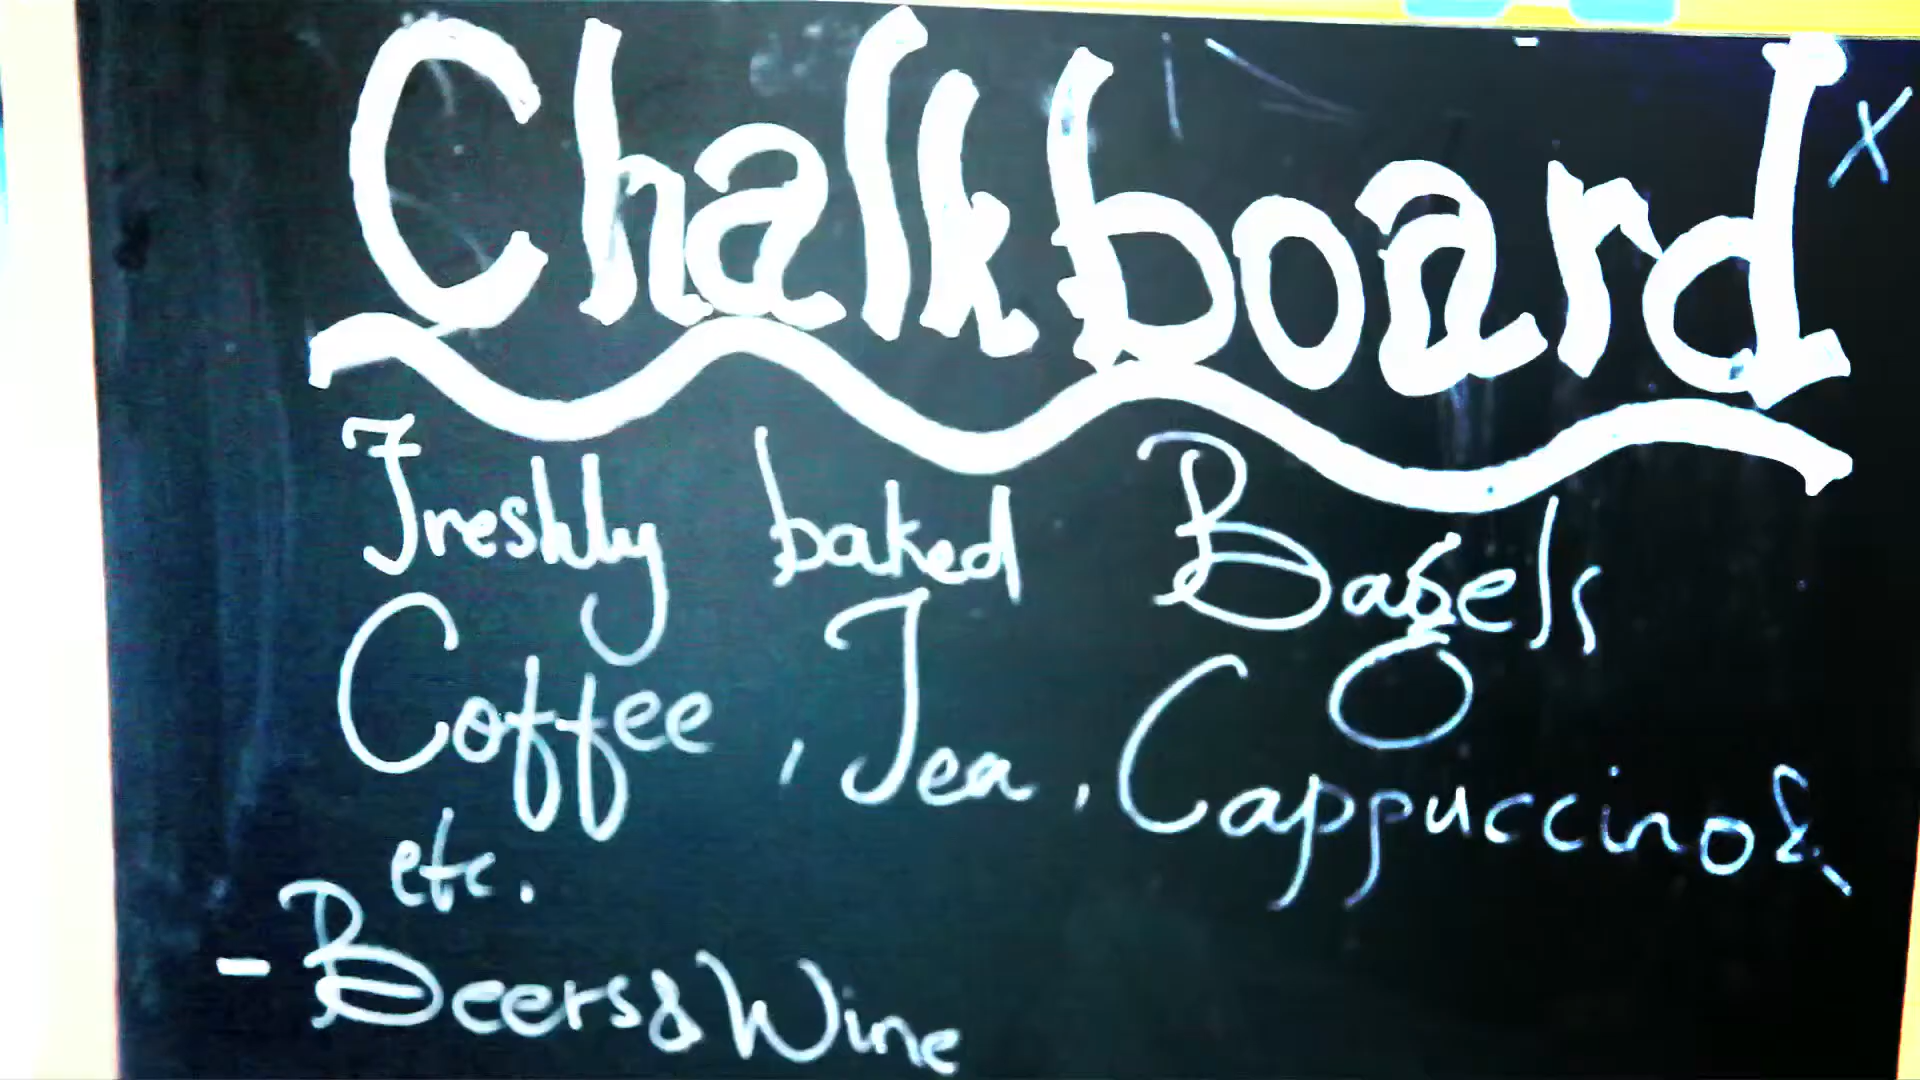 Chalkboard x
Freshly baked Bagels
Coffee, Tea, Cappuccino &
etc.
- Beers & Wine